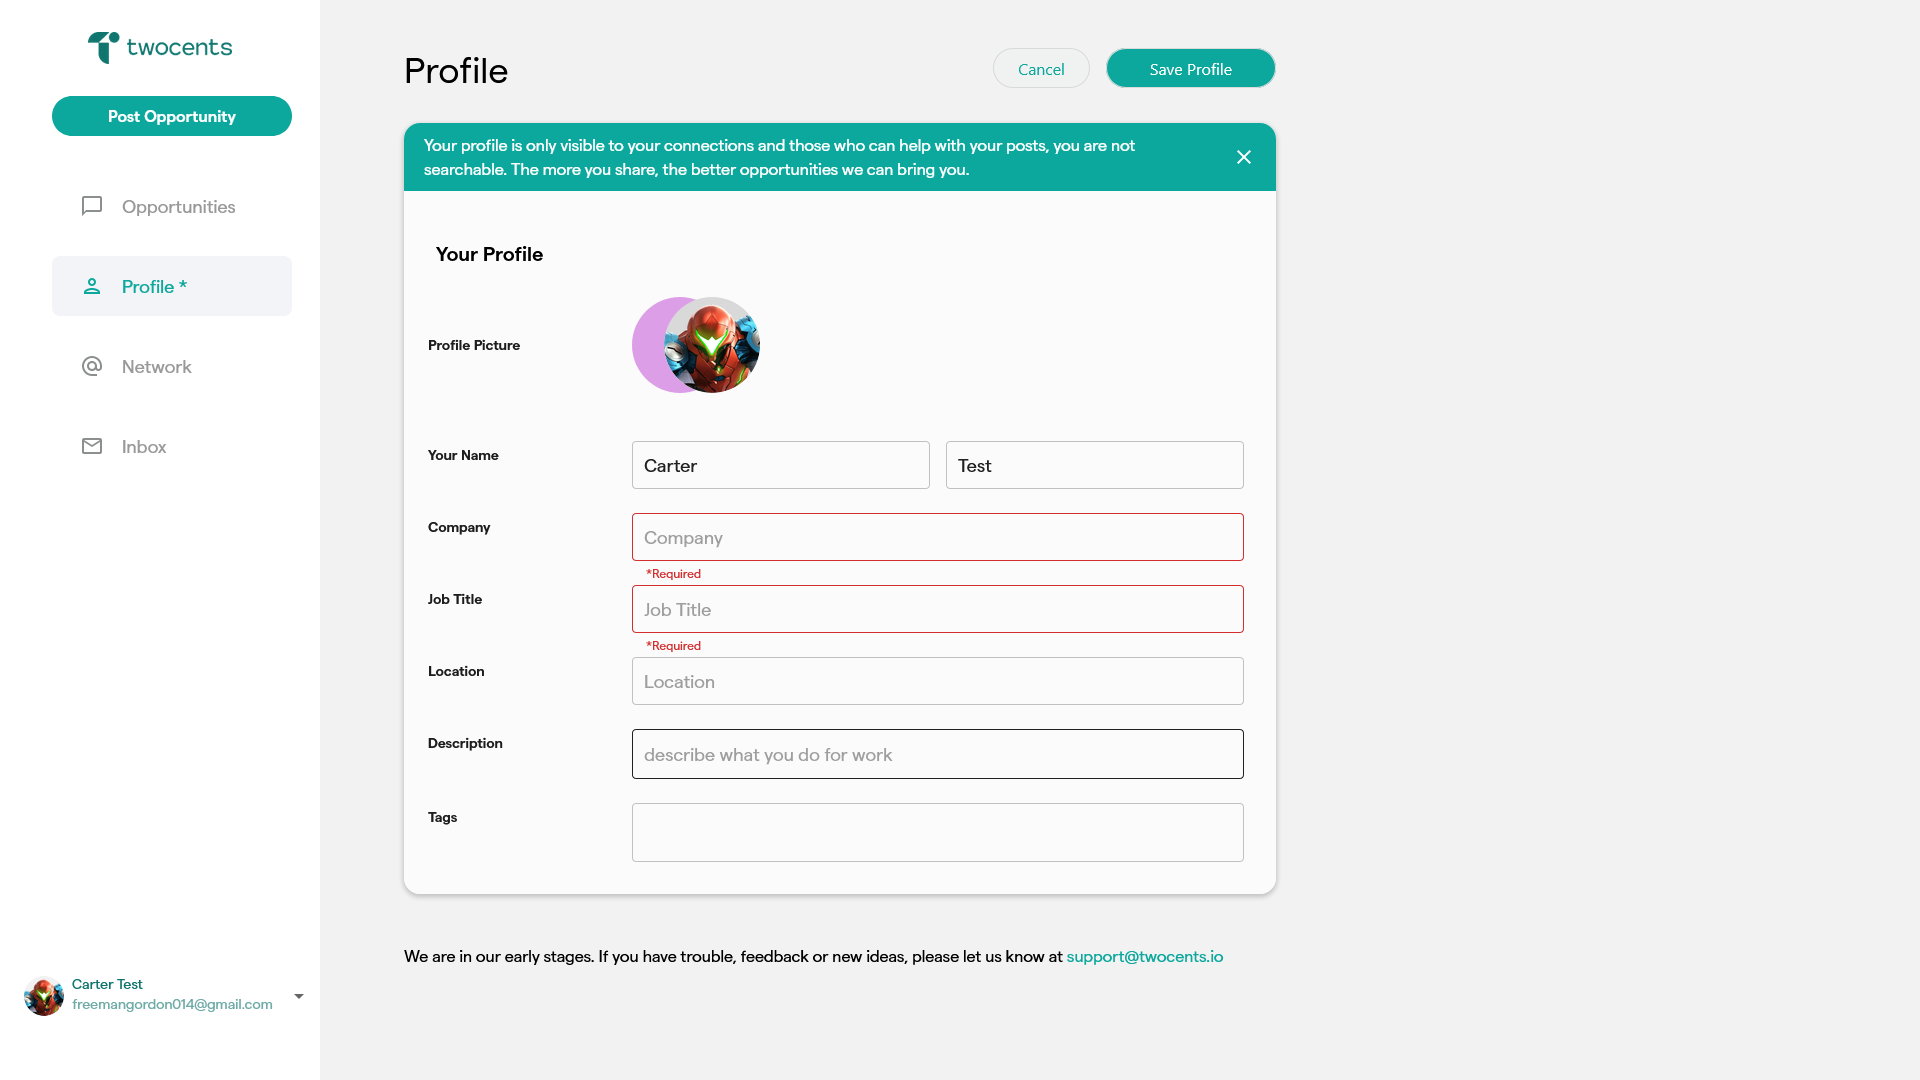 twocents
Post Opportunity
Opportunities
Profile *
Network
Inbox
Carter Test
freemangordon014@gmail.com
Profile
Cancel
Save Profile
Your profile is only visible to your connections and those who can help with your posts, you are not
searchable. The more you share, the better opportunities we can bring you.
Your Profile
Profile Picture
Your Name
Carter
Test
Company
Company
*Required
Job Title
Job Title
*Required
Location
Location
Description
describe what you do for work
Tags
We are in our early stages. If you have trouble, feedback or new ideas, please let us know at support@twocents.io